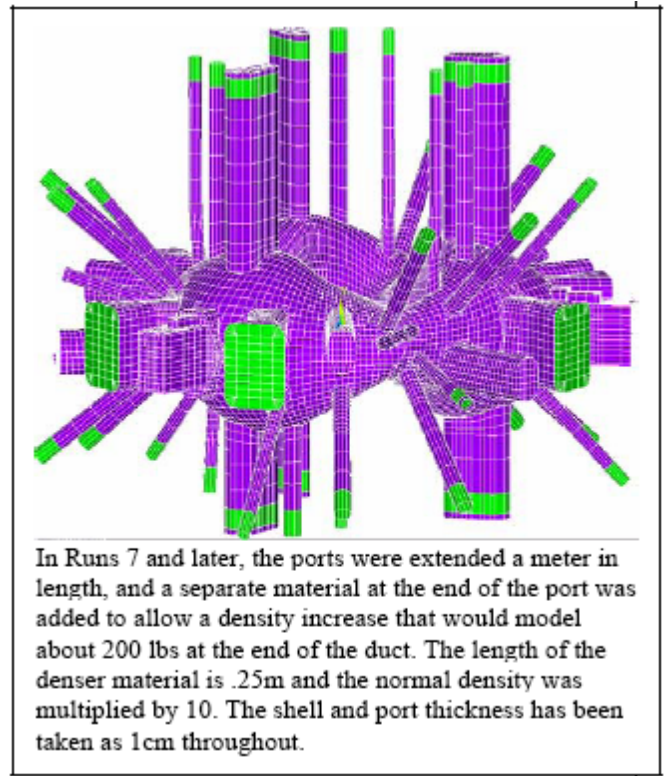 In Runs 7 and later, the ports were extended a meter in
length, and a separate material at the end of the port was
added to allow a density increase that would model
about 200 lbs at the end of the duct. The length of the
denser material is .25m and the normal density was
multiplied by 10. The shell and port thickness has been
taken as 1cm throughout.